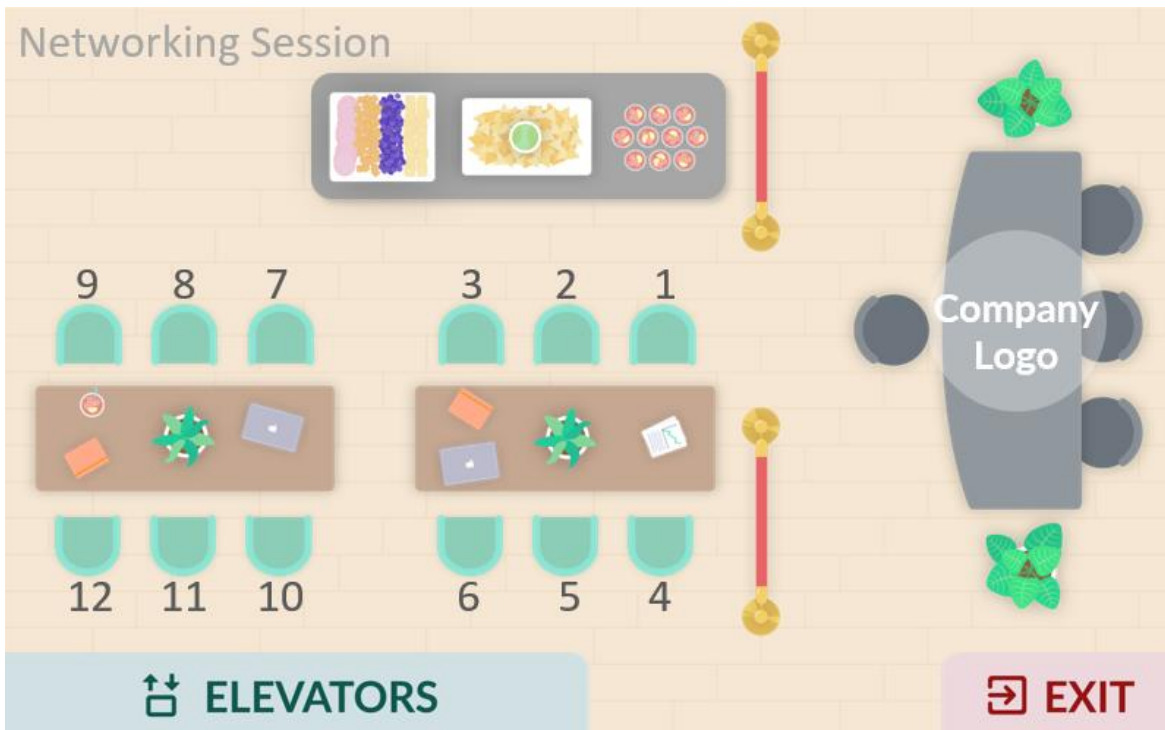 Networking Session
9 8 7 3 2 1
Company
Logo
12 11 10 6 5 4
ELEVATORS
EXIT